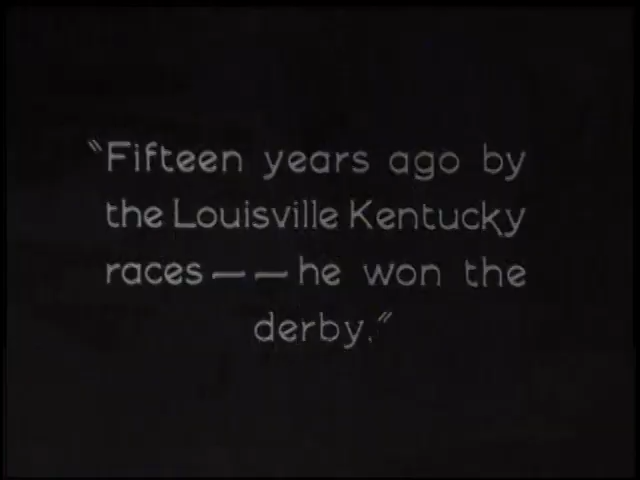 "Fifteen years ago by
the Louisville Kentucky
races — — he won the
derby."